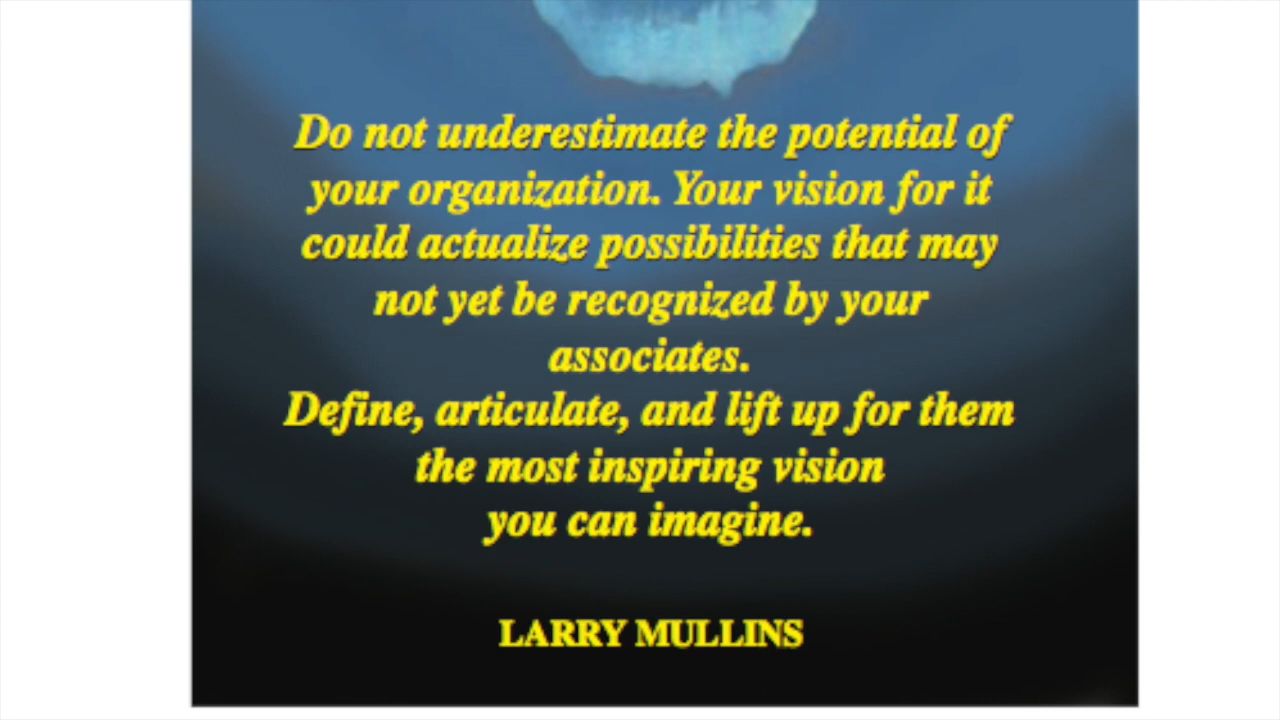 Do not underestimate the potential of
your organization. Your vision for it
could actualize possibilities that may
not yet be recognized by your
associates.
Define, articulate, and lift up for them
the most inspiring vision
you can imagine.
LARRY MULLINS